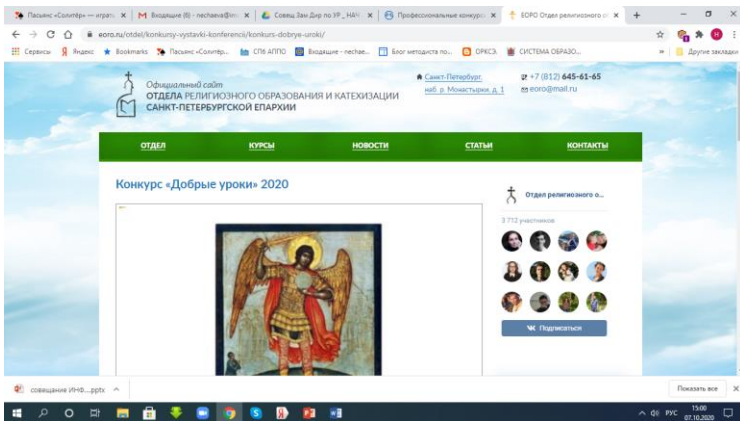 Пасьянс «Солитёр» — играть
Входящие (6) - nechaeva@im
Совещ Зам Дир по УР _ НАЧ
Профессиональные конкурс
ЕОРО Отдел религиозного о
eoro.ru/otdel/konkursy-vystavki-konferencii/konkurs-dobrye-uroki/
Сервисы
Яндекс
Bookmarks
Пасьянс «Солитёр...
СПб АППО
Входящие - nechae...
Блог методиста по...
ОРКСЭ.
СИСТЕМА ОБРАЗО...
Другие закладки
Официальный сайт
ОТДЕЛА РЕЛИГИОЗНОГО ОБРАЗОВАНИЯ И КАТЕХИЗАЦИИ
САНКТ-ПЕТЕРБУРГСКОЙ ЕПАРХИИ
Санкт-Петербург,
наб. р. Монастырки, д. 1
+7 (812) 645-61-65
eoro@mail.ru
ОТДЕЛ
КУРСЫ
НОВОСТИ
СТАТЬИ
КОНТАКТЫ
Конкурс «Добрые уроки» 2020
Отдел религиозного о...
3 712 участников
Подписаться
совещание ИНФ....pptx
Показать все
РУС
15:00
07.10.2020